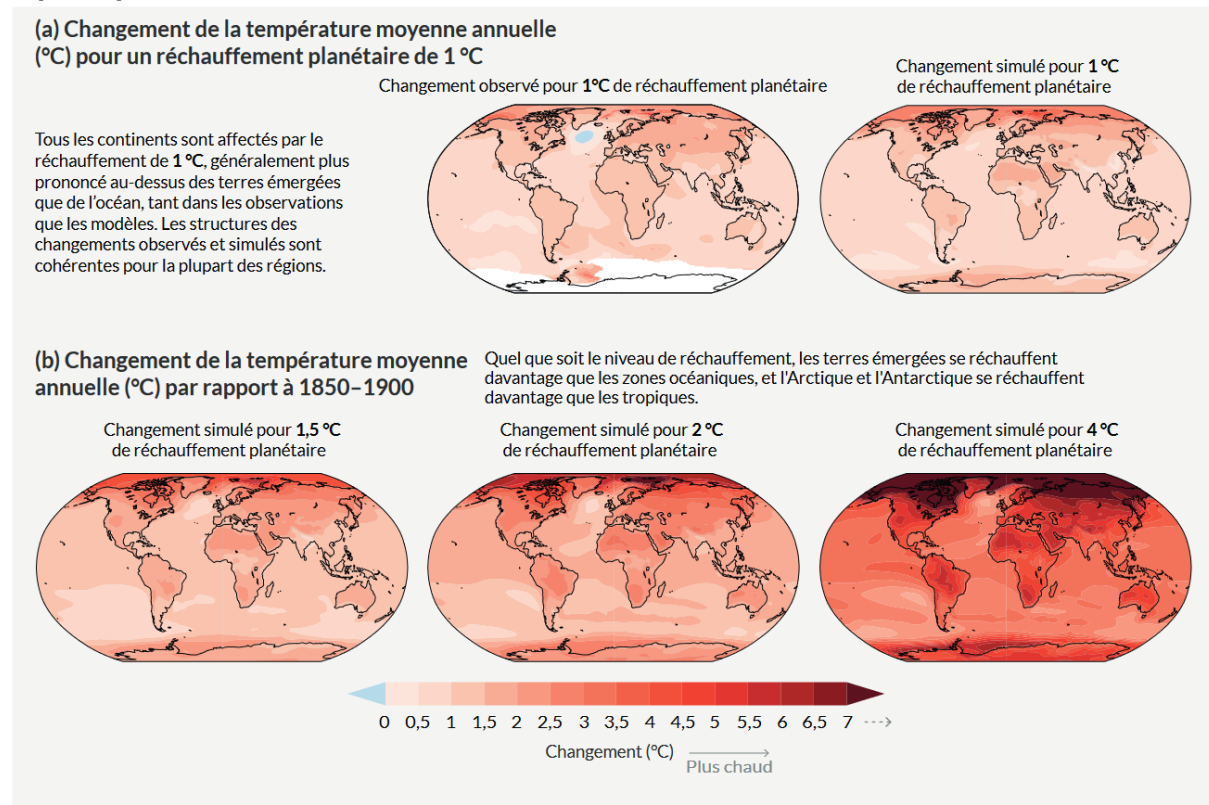 (a) Changement de la température moyenne annuelle
(°C) pour un réchauffement planétaire de 1 °C
Changement observé pour 1°C de réchauffement planétaire
Changement simulé pour 1 °C
de réchauffement planétaire
Tous les continents sont affectés par le
réchauffement de 1 °C, généralement plus
prononcé au-dessus des terres émergées
que de l'océan, tant dans les observations
que les modèles. Les structures des
changements observés et simulés sont
cohérentes pour la plupart des régions.
(b) Changement de la température moyenne
annuelle (°C) par rapport à 1850–1900
Quel que soit le niveau de réchauffement, les terres émergées se réchauffent
davantage que les zones océaniques, et l'Arctique et l'Antarctique se réchauffent
davantage que les tropiques.
Changement simulé pour 1,5 °C
de réchauffement planétaire
Changement simulé pour 2 °C
de réchauffement planétaire
Changement simulé pour 4 °C
de réchauffement planétaire
0 0,5 1 1,5 2 2,5 3 3,5 4 4,5 5 5,5 6 6,5 7
Changement (°C)
Plus chaud